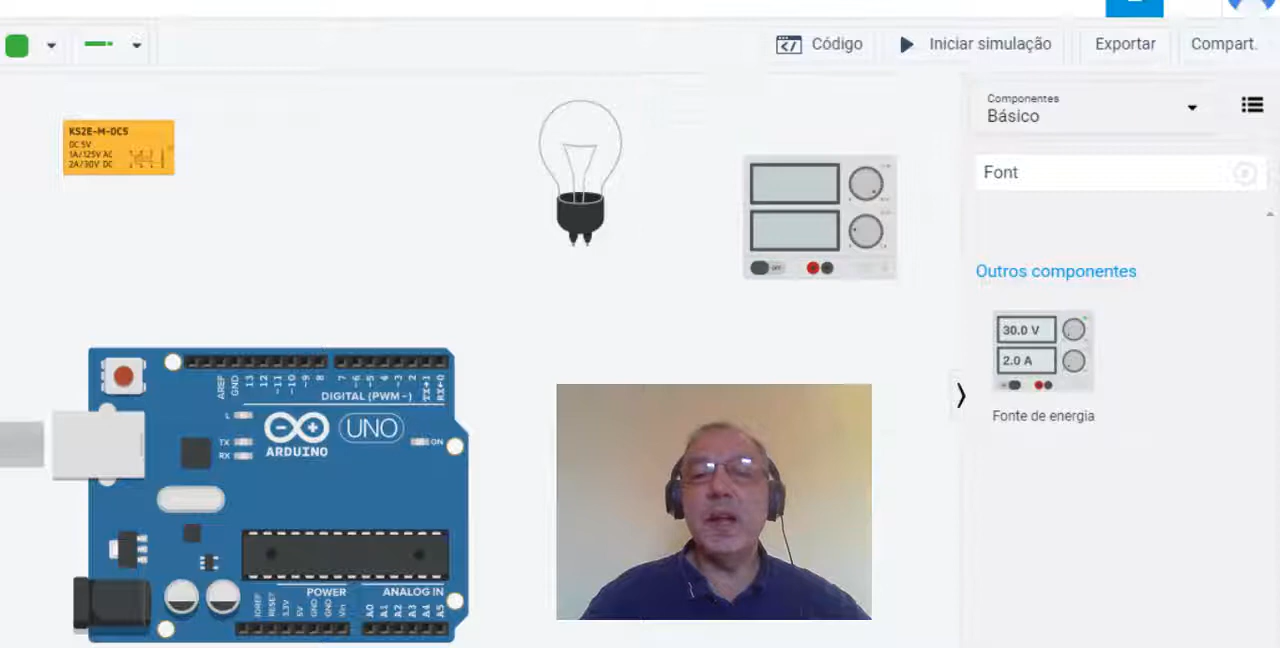 Código
Iniciar simulação
Exportar
Compart.
Componentes
Básico
Font
Outros componentes
30.0 V
2.0 A
Fonte de energia
KS2E-M-DC5
DC 5V
1A/125V AC
2A/30V DC
OFF
AREF
GND
13
12
~11
~10
~9
8
7
~6
~5
4
~3
2
TX→1
RX←0
DIGITAL (PWM~)
L
TX
RX
ARDUINO
UNO
ON
POWER
ANALOG IN
IOREF
RESET
3.3V
5V
GND
GND
Vin
A0
A1
A2
A3
A4
A5